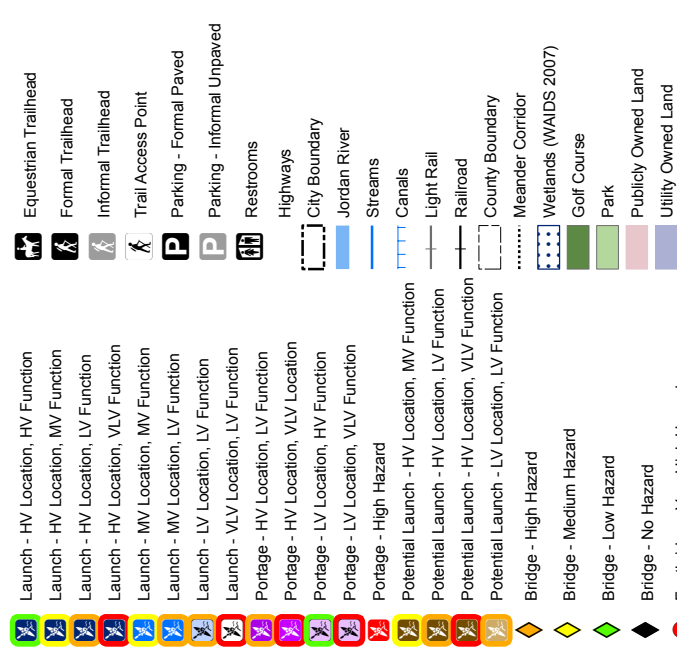 Equestrian Trailhead
Formal Trailhead
Informal Trailhead
Trail Access Point
P Parking - Formal Paved
P Parking - Informal Unpaved
Restrooms
Highways
City Boundary
Jordan River
Streams
Canals
Light Rail
Railroad
County Boundary
Meander Corridor
Wetlands (WAIDS 2007)
Golf Course
Park
Publicly Owned Land
Utility Owned Land
Launch - HV Location, HV Function
Launch - HV Location, MV Function
Launch - HV Location, LV Function
Launch - HV Location, VLV Function
Launch - MV Location, MV Function
Launch - MV Location, LV Function
Launch - LV Location, LV Function
Launch - VLV Location, LV Function
Portage - HV Location, LV Function
Portage - HV Location, VLV Location
Portage - LV Location, HV Function
Portage - LV Location, VLV Function
Portage - High Hazard
Potential Launch - HV Location, MV Function
Potential Launch - HV Location, LV Function
Potential Launch - HV Location, VLV Function
Potential Launch - LV Location, LV Function
Bridge - High Hazard
Bridge - Medium Hazard
Bridge - Low Hazard
Bridge - No Hazard